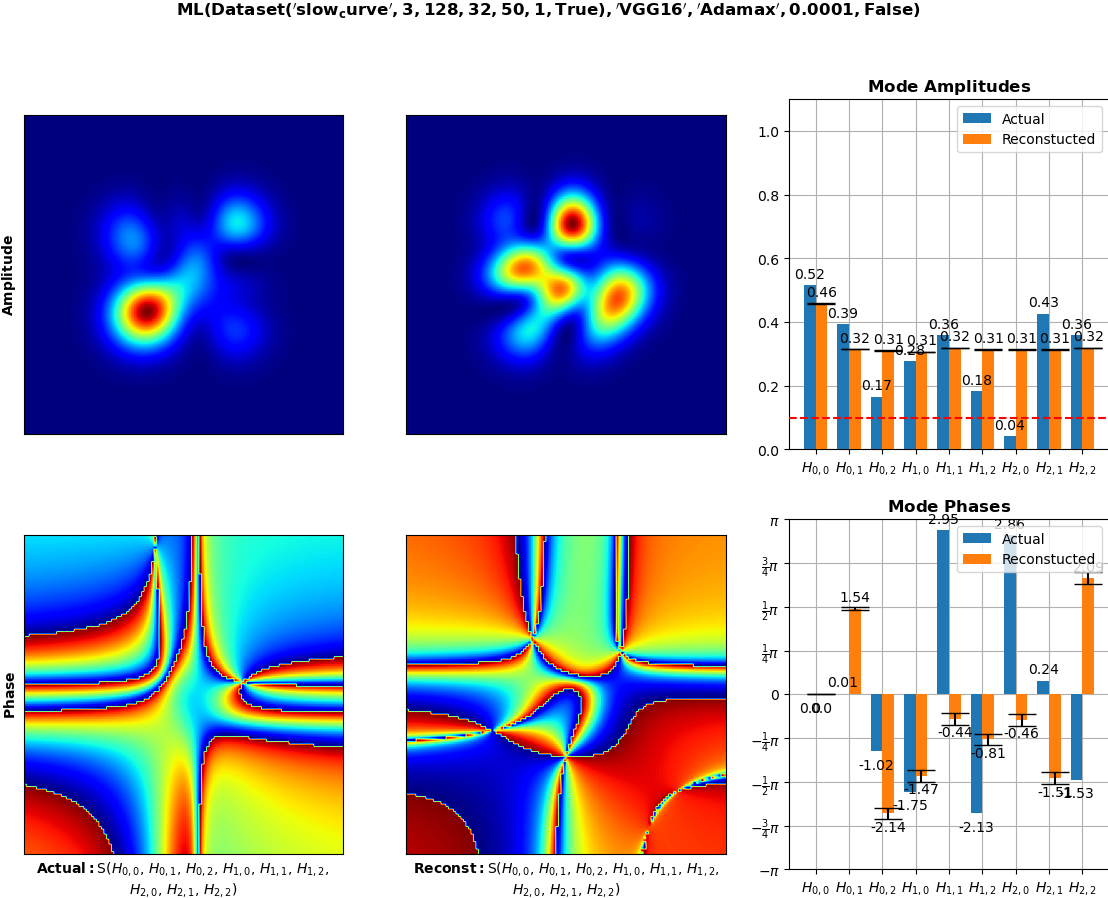 ML(Dataset('slow_curve', 3, 128, 32, 50, 1, True), 'VGG16', 'Adamax', 0.0001, False)
Amplitude
Mode Amplitudes
Actual
Reconstucted
1.0
0.8
0.6
0.4
0.2
0.0
0.52
0.46
0.39
0.32
0.17
0.31
0.28
0.31
0.36
0.32
0.18
0.31
0.04
0.31
0.43
0.31
0.36
0.32
H0,0 H0,1 H0,2 H1,0 H1,1 H1,2 H2,0 H2,1 H2,2
Phase
Mode Phases
Actual
Reconstucted
π
3/4π
1/2π
1/4π
0
−1/4π
−1/2π
−3/4π
−π
0.0
0.0
0.01
1.54
-1.02
-2.14
-1.75
-1.47
2.95
-0.44
-2.13
-0.81
2.86
-0.46
0.24
-1.51
-1.53
H0,0 H0,1 H0,2 H1,0 H1,1 H1,2 H2,0 H2,1 H2,2
Actual: S(H0,0, H0,1, H0,2, H1,0, H1,1, H1,2,
H2,0, H2,1, H2,2)
Reconst: S(H0,0, H0,1, H0,2, H1,0, H1,1, H1,2,
H2,0, H2,1, H2,2)